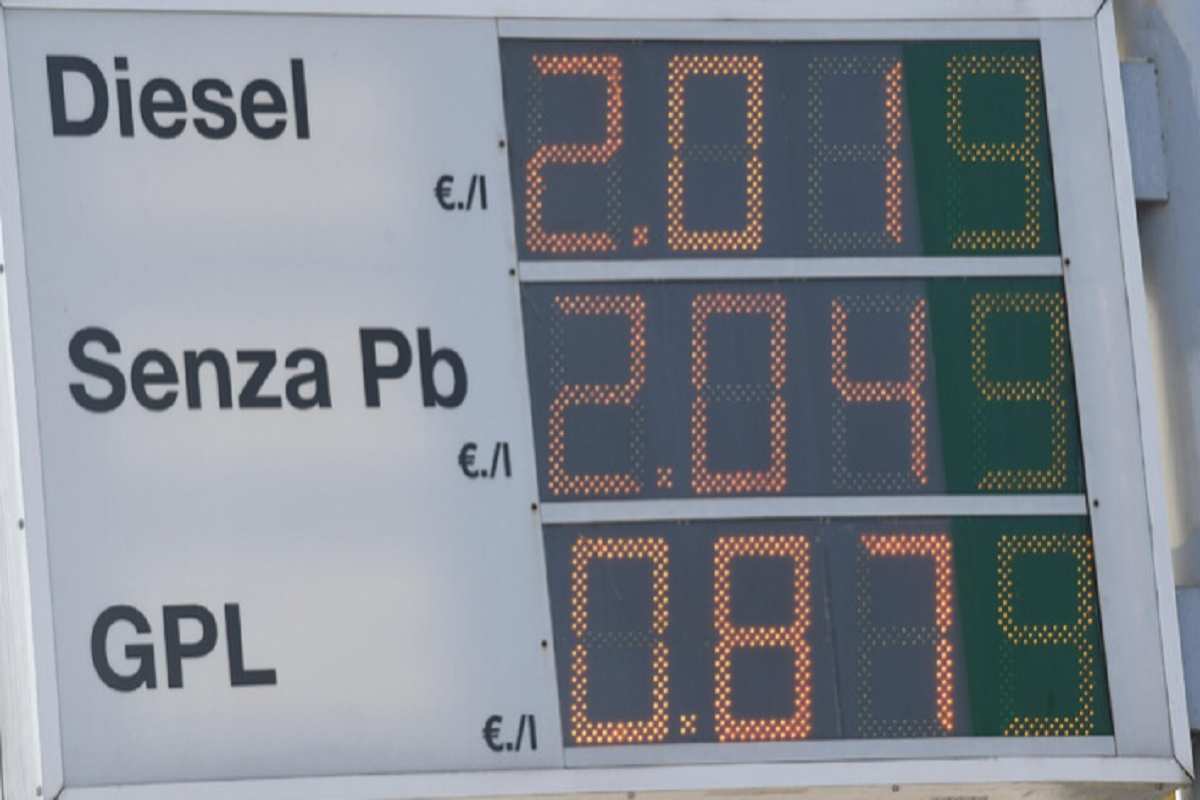 Diesel 2.019
€./l
Senza Pb 2.049
€./l
GPL 0.879
€./l